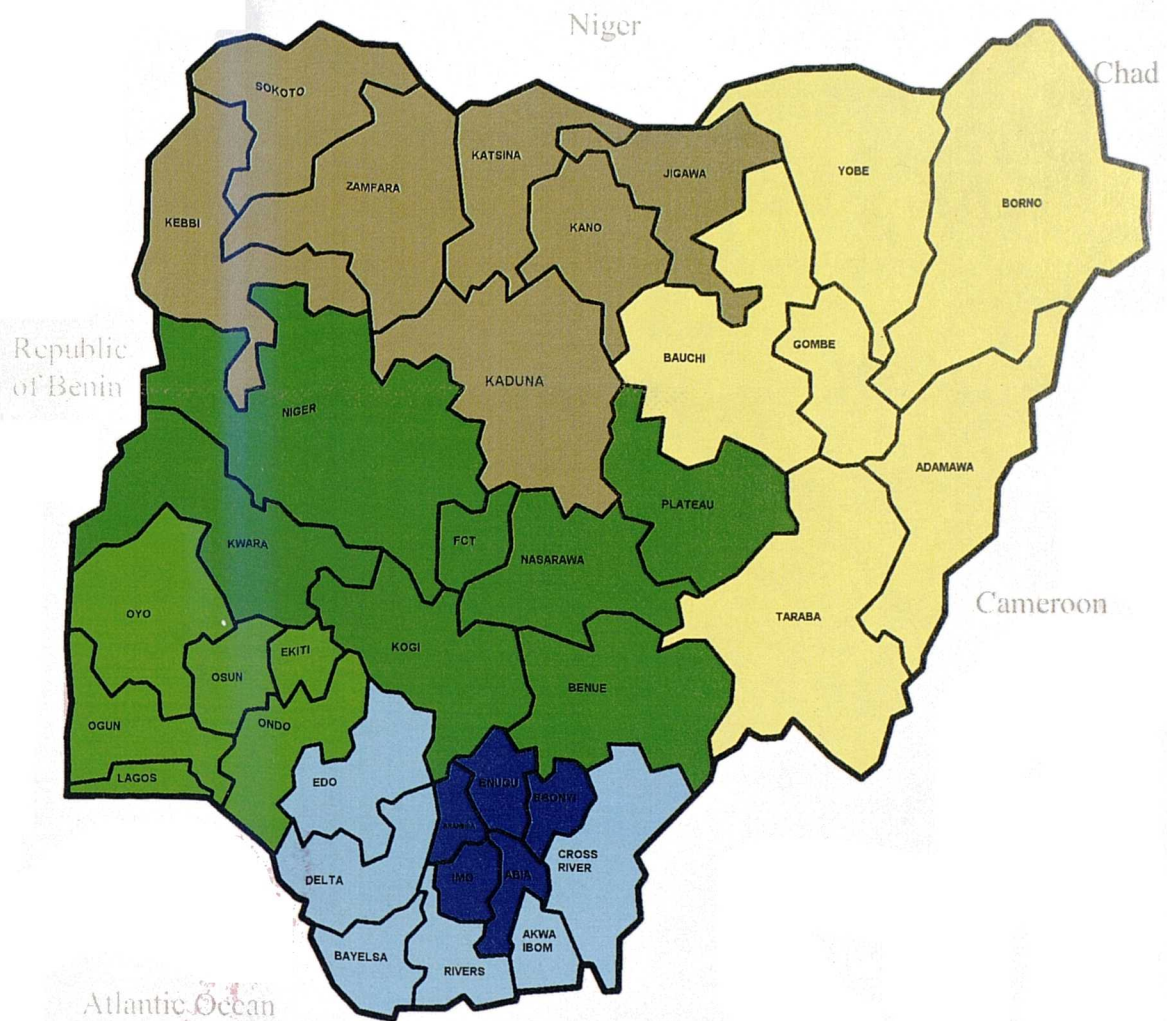 Niger
Chad
SOKOTO
KATSINA
JIGAWA
YOBE
ZAMFARA
BORNO
KEBBI
KANO
Republic
of Benin
GOMBE
BAUCHI
KADUNA
NIGER
ADAMAWA
PLATEAU
FCT
KWARA
NASARAWA
Cameroon
OYO
TARABA
KOGI
EKITI
OSUN
BENUE
OGUN
ONDO
LAGOS
EDO
ENUGU
CROSS
RIVER
DELTA
IMO
ABIA
AKWA
IBOM
BAYELSA
RIVERS
Atlantic Ocean